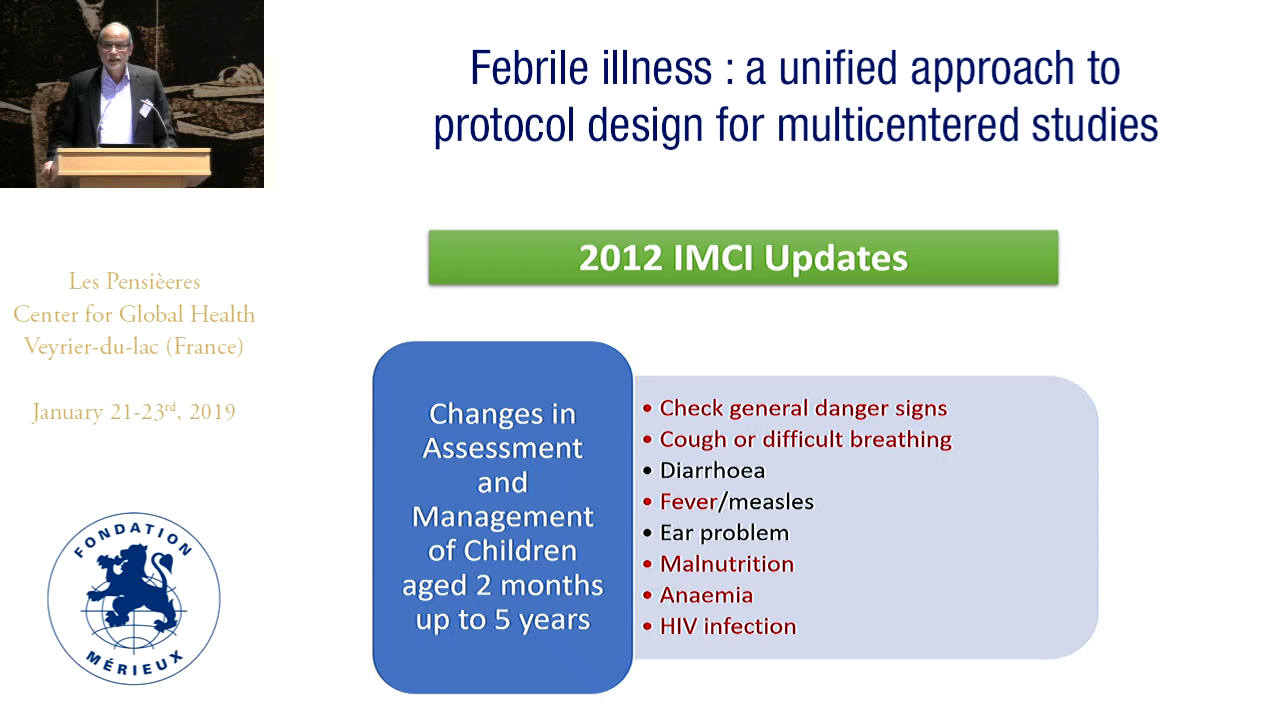 Febrile illness : a unified approach to
protocol design for multicentered studies
2012 IMCI Updates
Les Pensièeres
Center for Global Health
Veyrier-du-lac (France)
January 21-23rd, 2019
FONDATION
MÉRIEUX
Changes in
Assessment
and
Management
of Children
aged 2 months
up to 5 years
• Check general danger signs
• Cough or difficult breathing
• Diarrhoea
• Fever/measles
• Ear problem
• Malnutrition
• Anaemia
• HIV infection